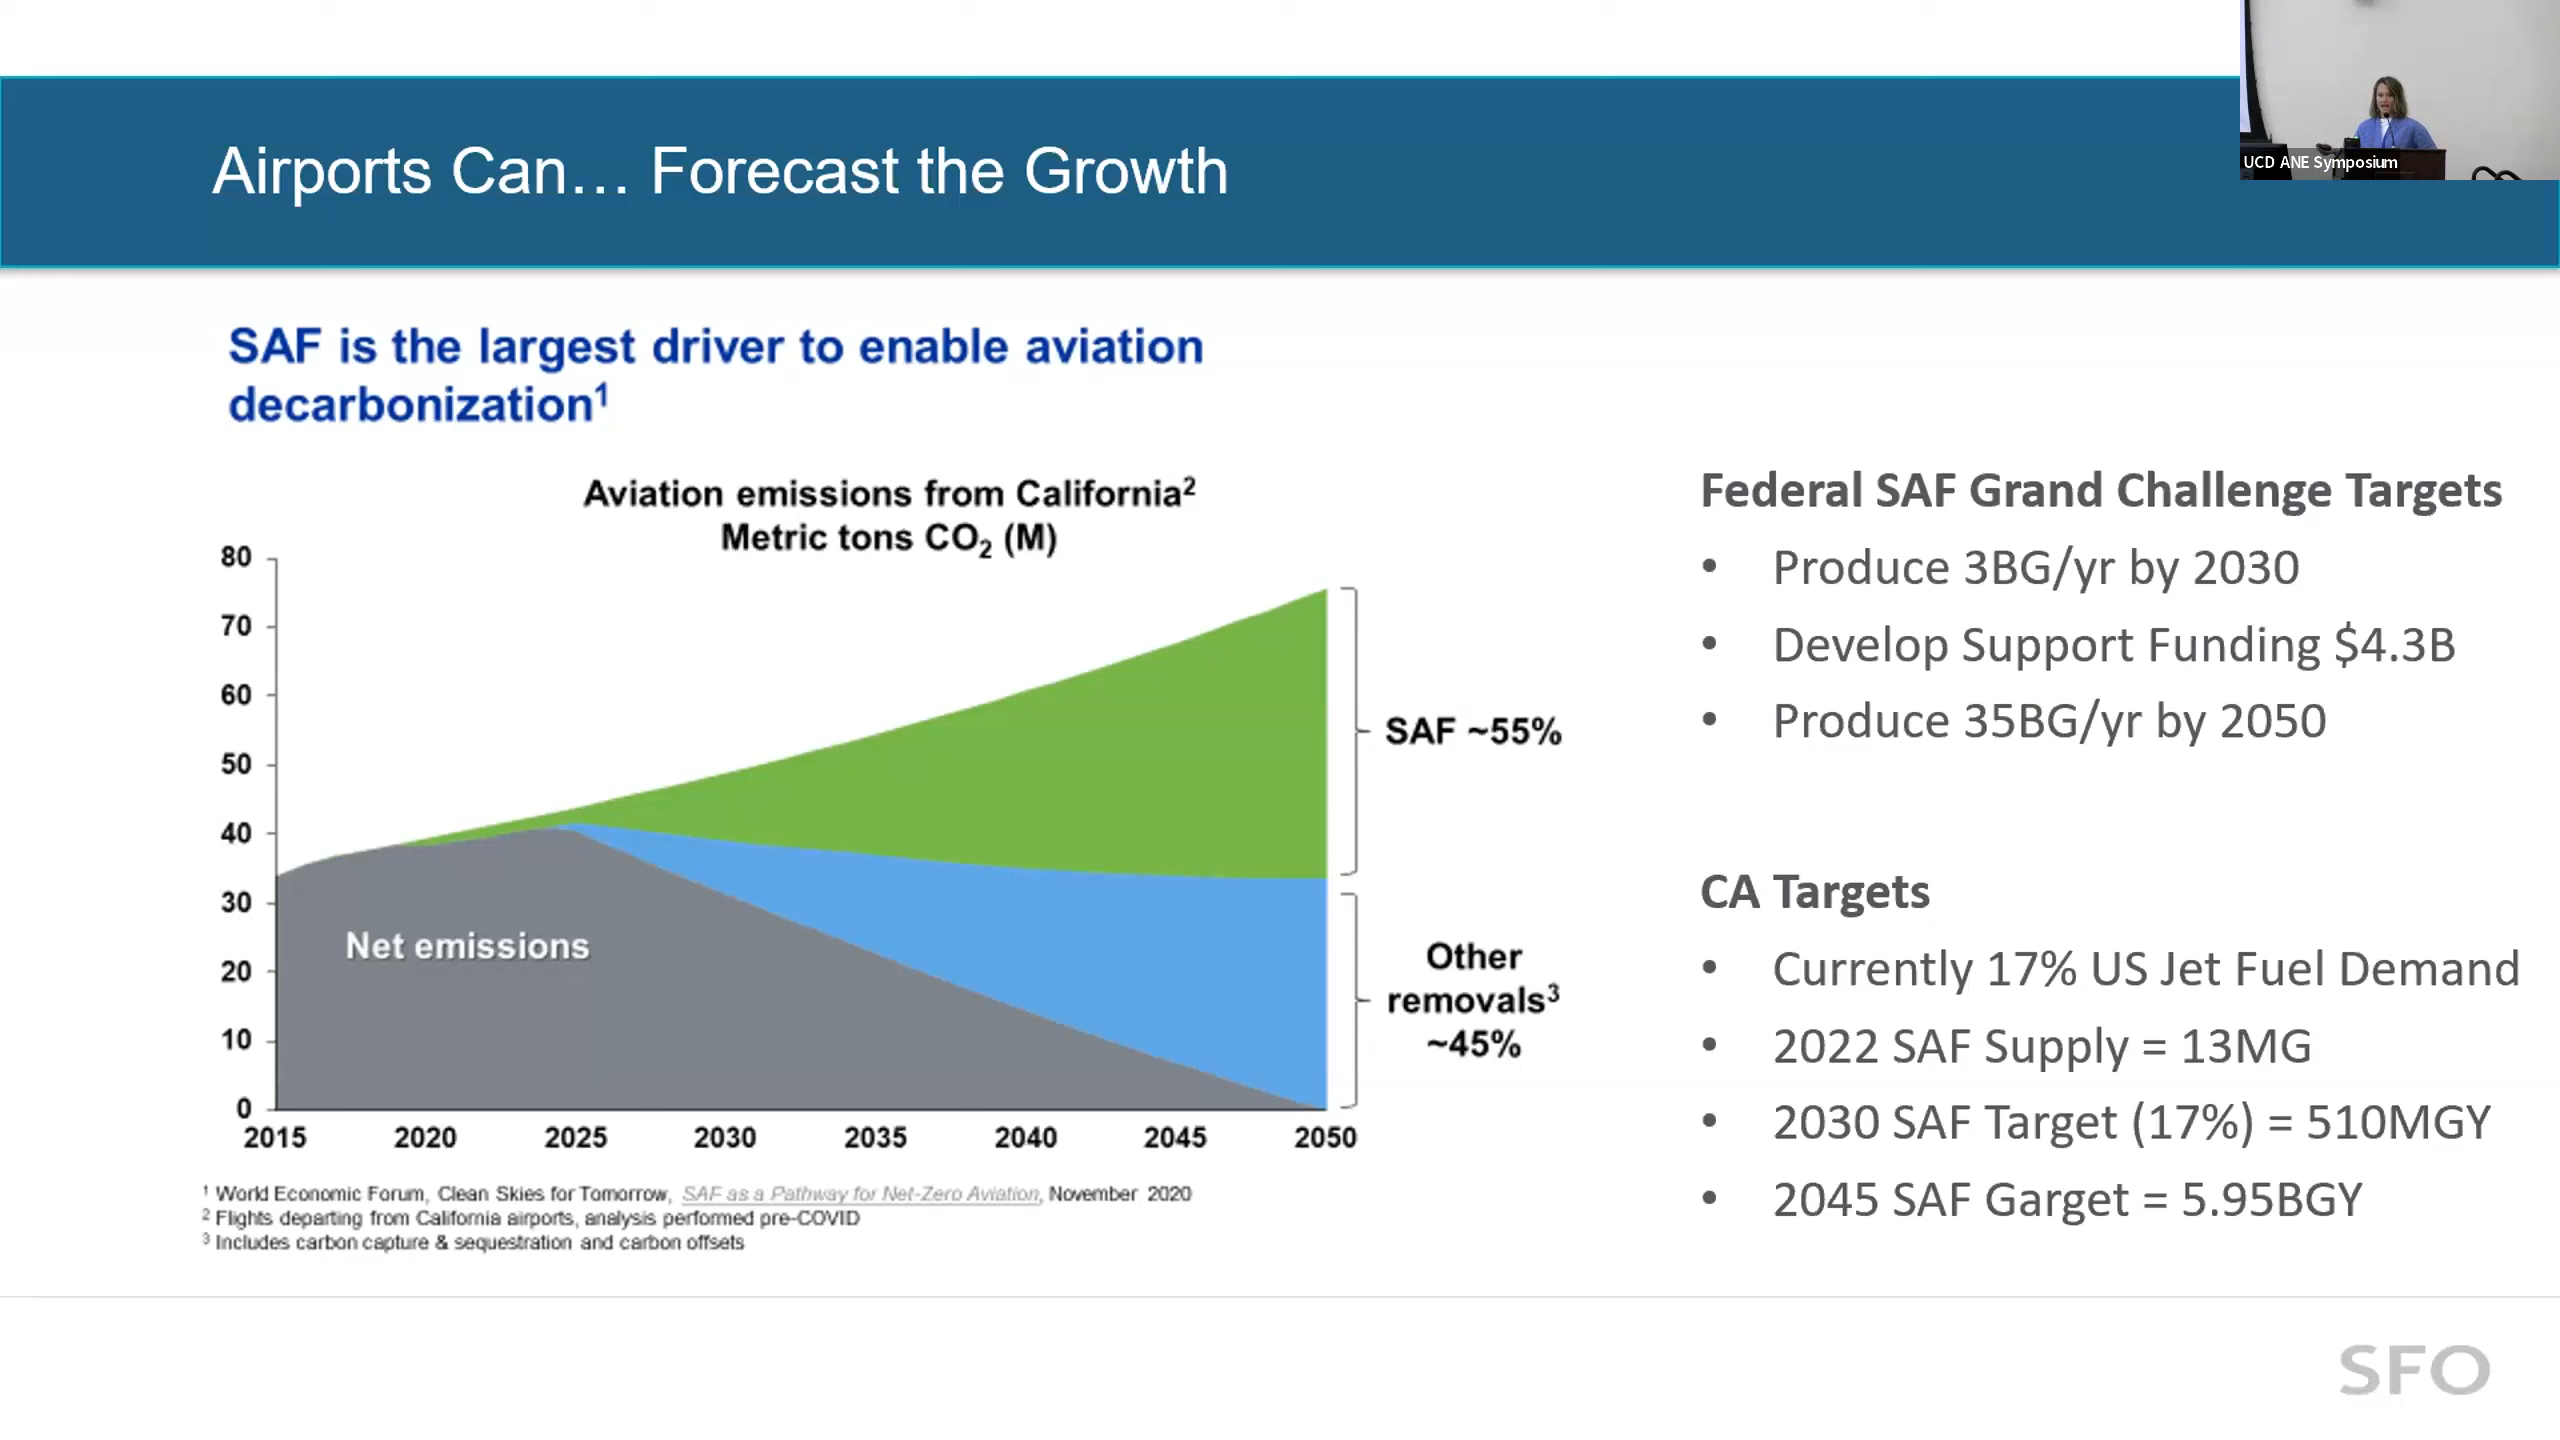 UCD ANE Symposium
Airports Can... Forecast the Growth
SAF is the largest driver to enable aviation
decarbonization¹
Aviation emissions from California²
Metric tons CO₂ (M)
80
70
60
50
40
30
20
10
0
2015 2020 2025 2030 2035 2040 2045 2050
Net emissions
SAF ~55%
Other
removals³
~45%
¹ World Economic Forum, Clean Skies for Tomorrow, SAF as a Pathway for Net-Zero Aviation, November 2020
² Flights departing from California airports, analysis performed pre-COVID
³ Includes carbon capture & sequestration and carbon offsets
Federal SAF Grand Challenge Targets
• Produce 3BG/yr by 2030
• Develop Support Funding $4.3B
• Produce 35BG/yr by 2050
CA Targets
• Currently 17% US Jet Fuel Demand
• 2022 SAF Supply = 13MG
• 2030 SAF Target (17%) = 510MGY
• 2045 SAF Garget = 5.95BGY
SFO